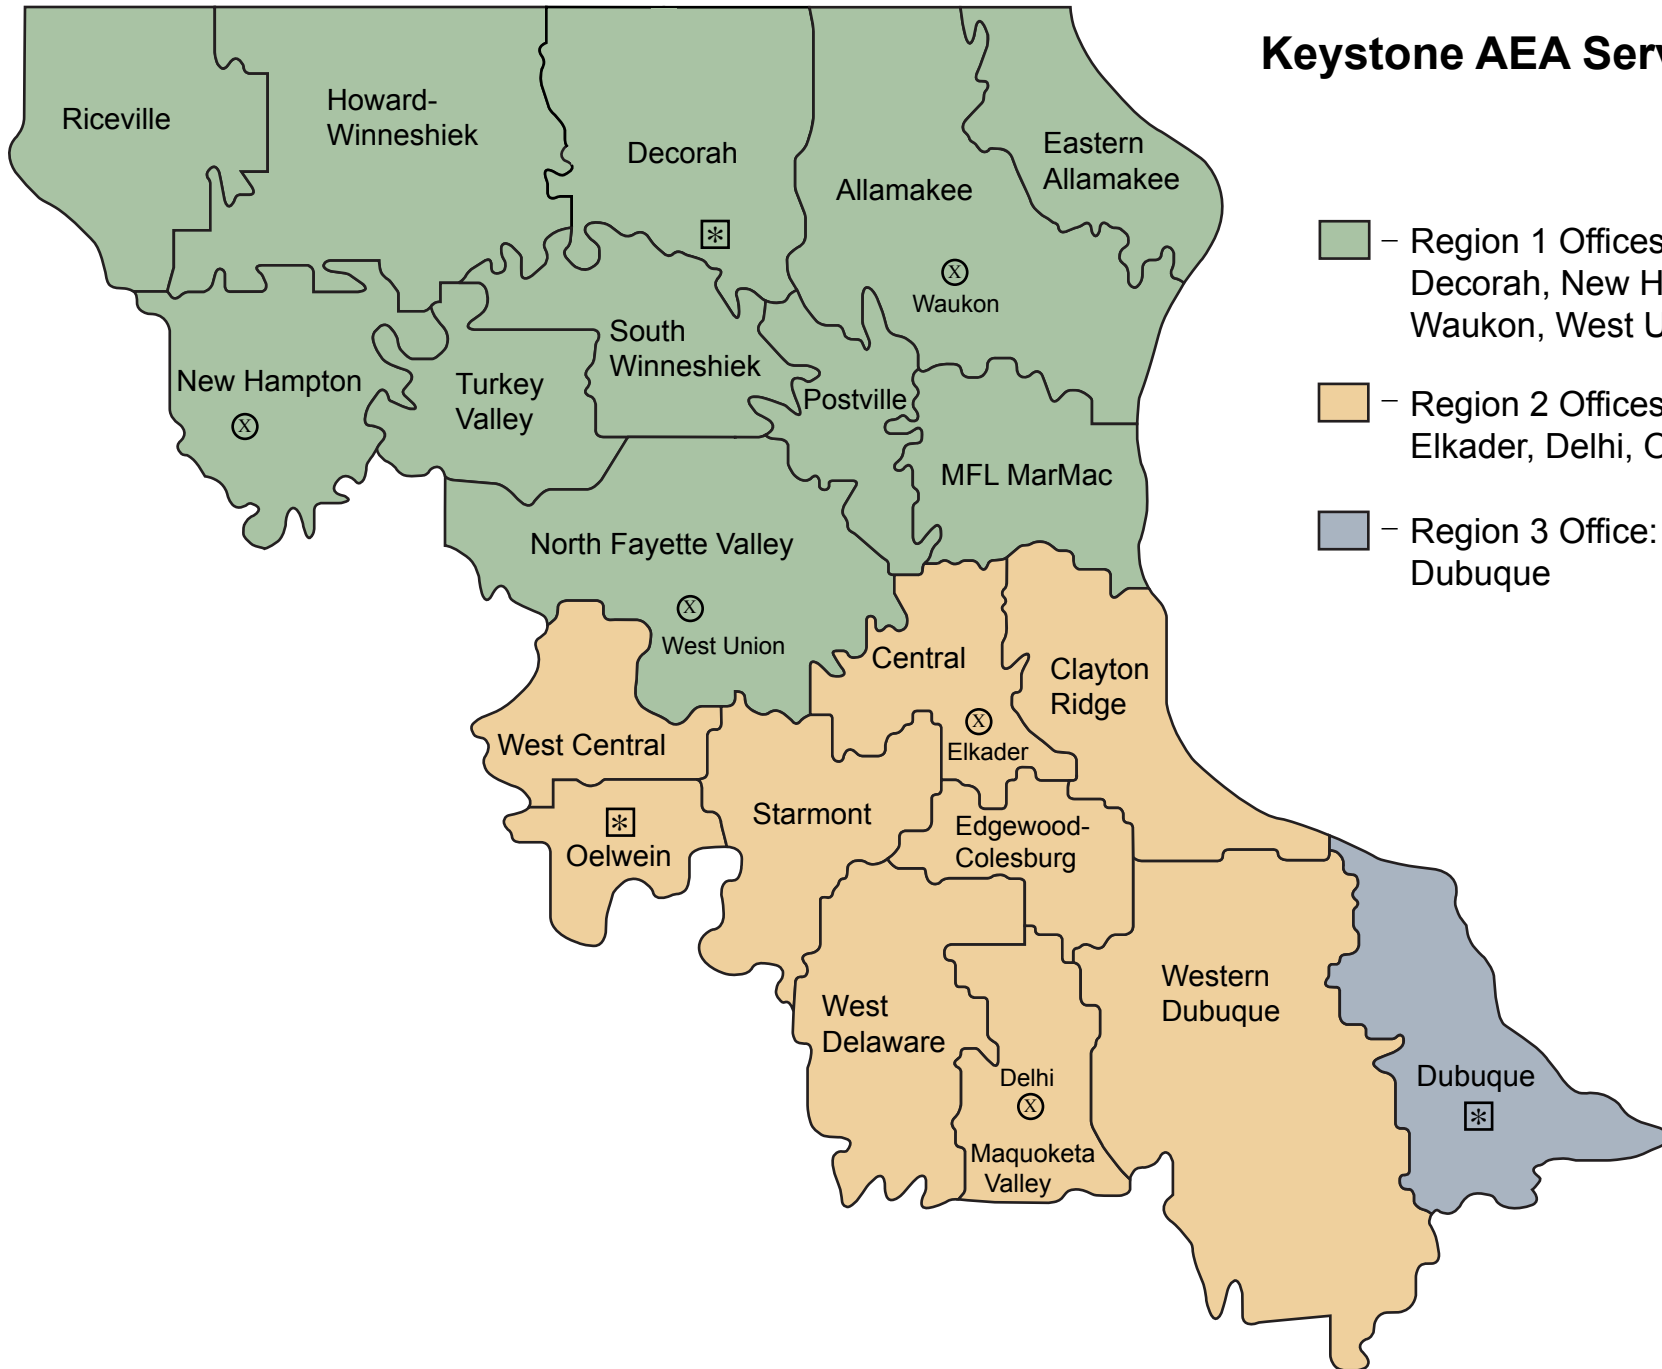 Keystone AEA Serv
Riceville
Howard-
Winneshiek
Decorah
*
Allamakee
X
Waukon
Eastern
Allamakee
– Region 1 Offices
Decorah, New H
Waukon, West U
– Region 2 Offices
Elkader, Delhi, O
– Region 3 Office:
Dubuque
New Hampton
X
Turkey
Valley
South
Winneshiek
Postville
MFL MarMac
North Fayette Valley
X
West Union
Central
X
Elkader
Clayton
Ridge
West Central
*
Oelwein
Starmont
Edgewood-
Colesburg
West
Delaware
Delhi
X
Maquoketa
Valley
Western
Dubuque
Dubuque
*